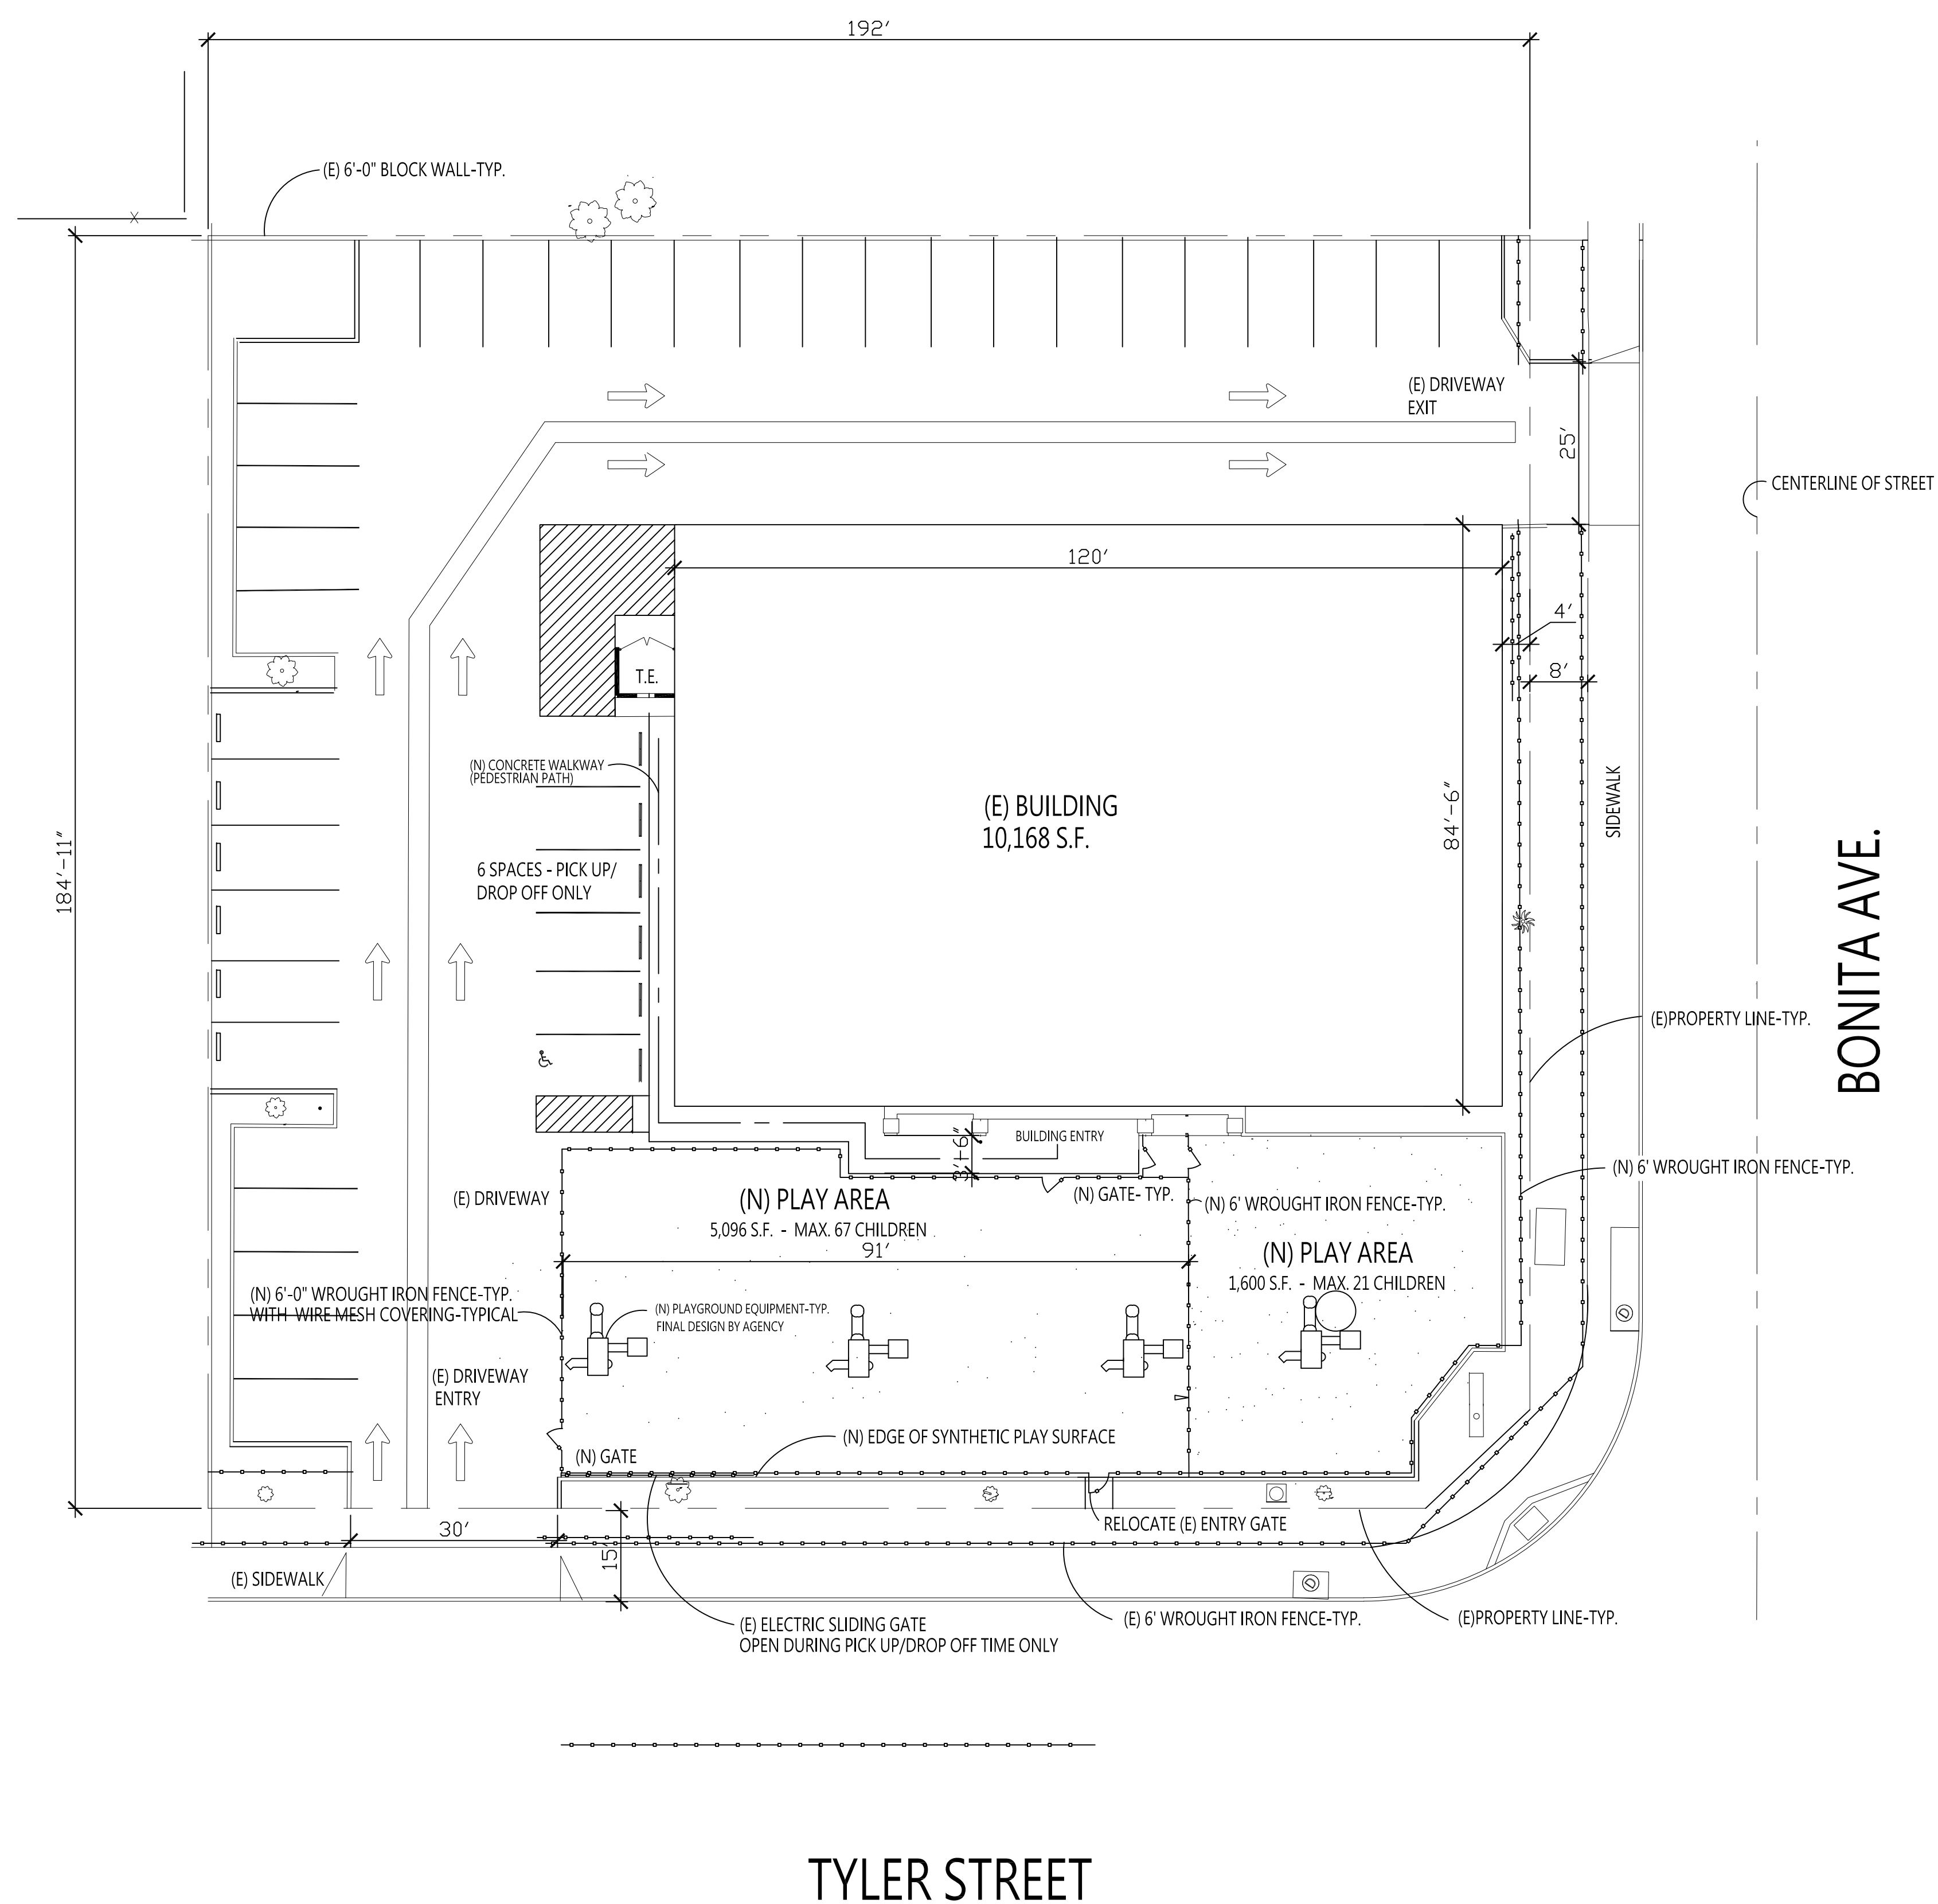 192'
(E) 6'-0" BLOCK WALL-TYP.
(E) DRIVEWAY
EXIT
25'
CENTERLINE OF STREET
120'
4'
8'
T.E.
(N) CONCRETE WALKWAY
(PEDESTRIAN PATH)
SIDEWALK
(E) BUILDING
10,168 S.F.
84'-6"
184'-11"
6 SPACES - PICK UP/
DROP OFF ONLY
BONITA AVE.
(E)PROPERTY LINE-TYP.
BUILDING ENTRY
3'-6"
(N) 6' WROUGHT IRON FENCE-TYP.
(E) DRIVEWAY
(N) PLAY AREA
5,096 S.F. - MAX. 67 CHILDREN
91'
(N) GATE- TYP.
(N) 6' WROUGHT IRON FENCE-TYP.
(N) PLAY AREA
1,600 S.F. - MAX. 21 CHILDREN
(N) 6'-0" WROUGHT IRON FENCE-TYP.
WITH WIRE MESH COVERING-TYPICAL
(N) PLAYGROUND EQUIPMENT-TYP.
FINAL DESIGN BY AGENCY
D
(E) DRIVEWAY
ENTRY
(N) EDGE OF SYNTHETIC PLAY SURFACE
(N) GATE
RELOCATE (E) ENTRY GATE
30'
15'
(E) SIDEWALK
D
(E) ELECTRIC SLIDING GATE
OPEN DURING PICK UP/DROP OFF TIME ONLY
(E) 6' WROUGHT IRON FENCE-TYP.
(E)PROPERTY LINE-TYP.
TYLER STREET